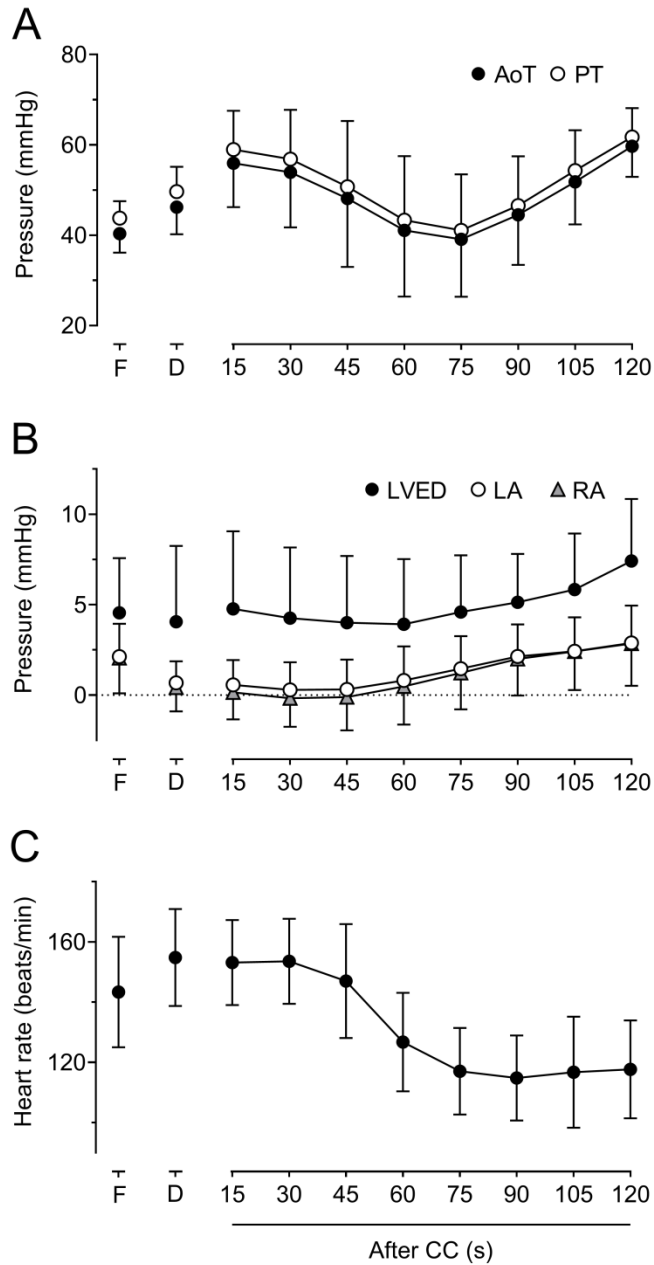 A
Pressure (mmHg)
80
60
40
20
AoT PT
F D 15 30 45 60 75 90 105 120
B
Pressure (mmHg)
10
5
0
LVED LA RA
F D 15 30 45 60 75 90 105 120
C
Heart rate (beats/min)
160
120
F D 15 30 45 60 75 90 105 120
After CC (s)